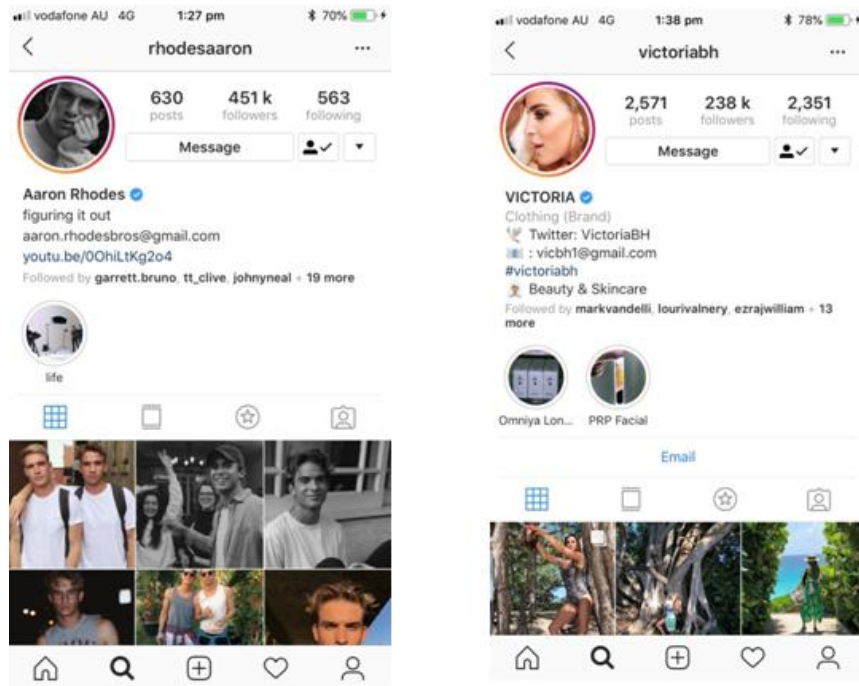 vodafone AU 4G 1:27 pm 70%
rhodesaaron
630 451 k 563
posts followers following
Message
Aaron Rhodes
figuring it out
aaron.rhodesbros@gmail.com
youtu.be/0OhiLtKg2o4
Followed by garrett.bruno, tt_clive, johnyneal + 19 more
life
vodafone AU 4G 1:38 pm 78%
victoriabh
2,571 238 k 2,351
posts followers following
Message
VICTORIA
Clothing (Brand)
Twitter: VictoriaBH
: vicbh1@gmail.com
#victoriabh
Beauty & Skincare
Followed by markvandelli, lourivalnery, ezrajwilliam + 13
more
Omniya Lon... PRP Facial
Email